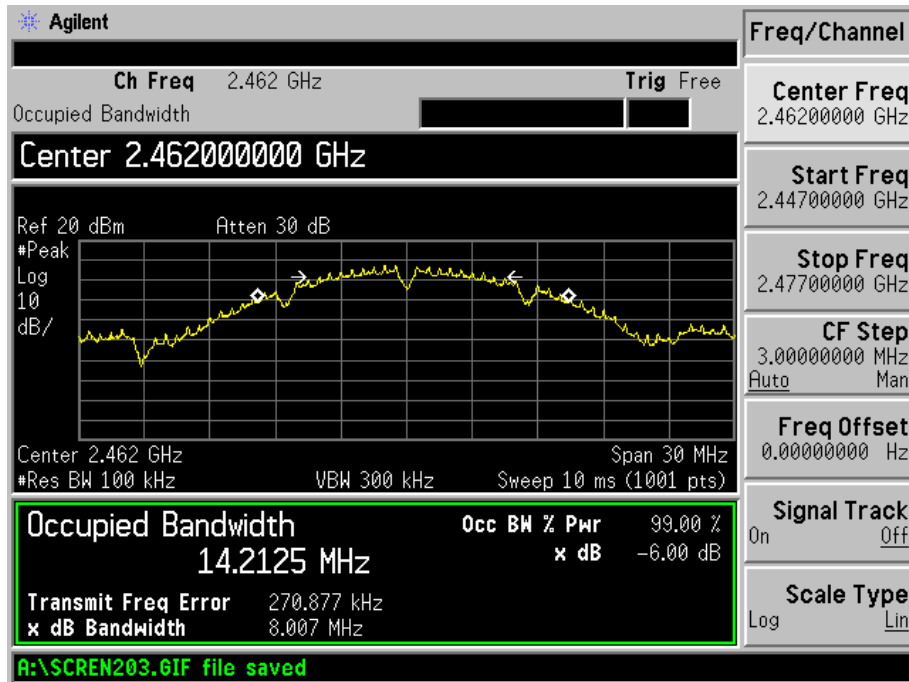 Agilent
Ch Freq 2.462 GHz Trig Free
Occupied Bandwidth
Center 2.462000000 GHz
Ref 20 dBm Atten 30 dB
#Peak
Log
10
dB/
Center 2.462 GHz Span 30 MHz
#Res BW 100 kHz VBW 300 kHz Sweep 10 ms (1001 pts)
Occupied Bandwidth
14.2125 MHz
Occ BW % Pwr 99.00 %
x dB -6.00 dB
Transmit Freq Error 270.877 kHz
x dB Bandwidth 8.007 MHz
A:\SCREN203.GIF file saved
Freq/Channel
Center Freq
2.46200000 GHz
Start Freq
2.44700000 GHz
Stop Freq
2.47700000 GHz
CF Step
3.00000000 MHz
Auto Man
Freq Offset
0.00000000 Hz
Signal Track
On Off
Scale Type
Log Lin